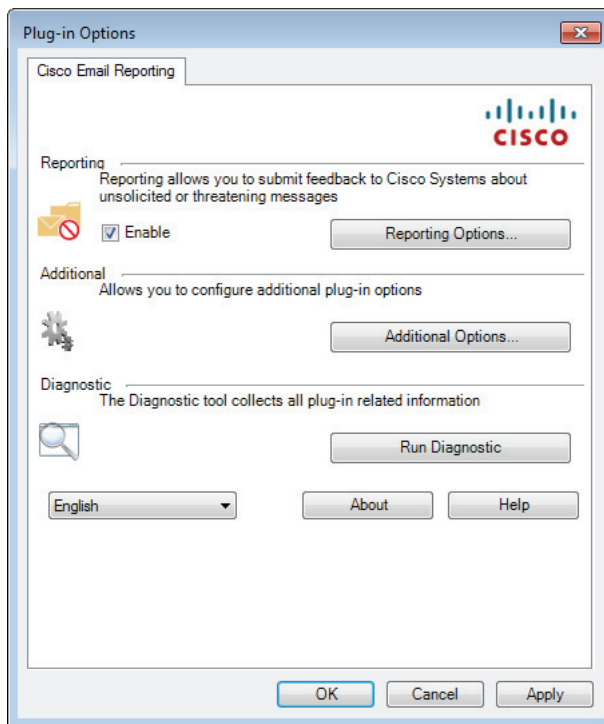 Plug-in Options
Cisco Email Reporting
CISCO
Reporting
Reporting allows you to submit feedback to Cisco Systems about
unsolicited or threatening messages
Enable
Reporting Options...
Additional
Allows you to configure additional plug-in options
Additional Options...
Diagnostic
The Diagnostic tool collects all plug-in related information
Run Diagnostic
English
About
Help
OK
Cancel
Apply